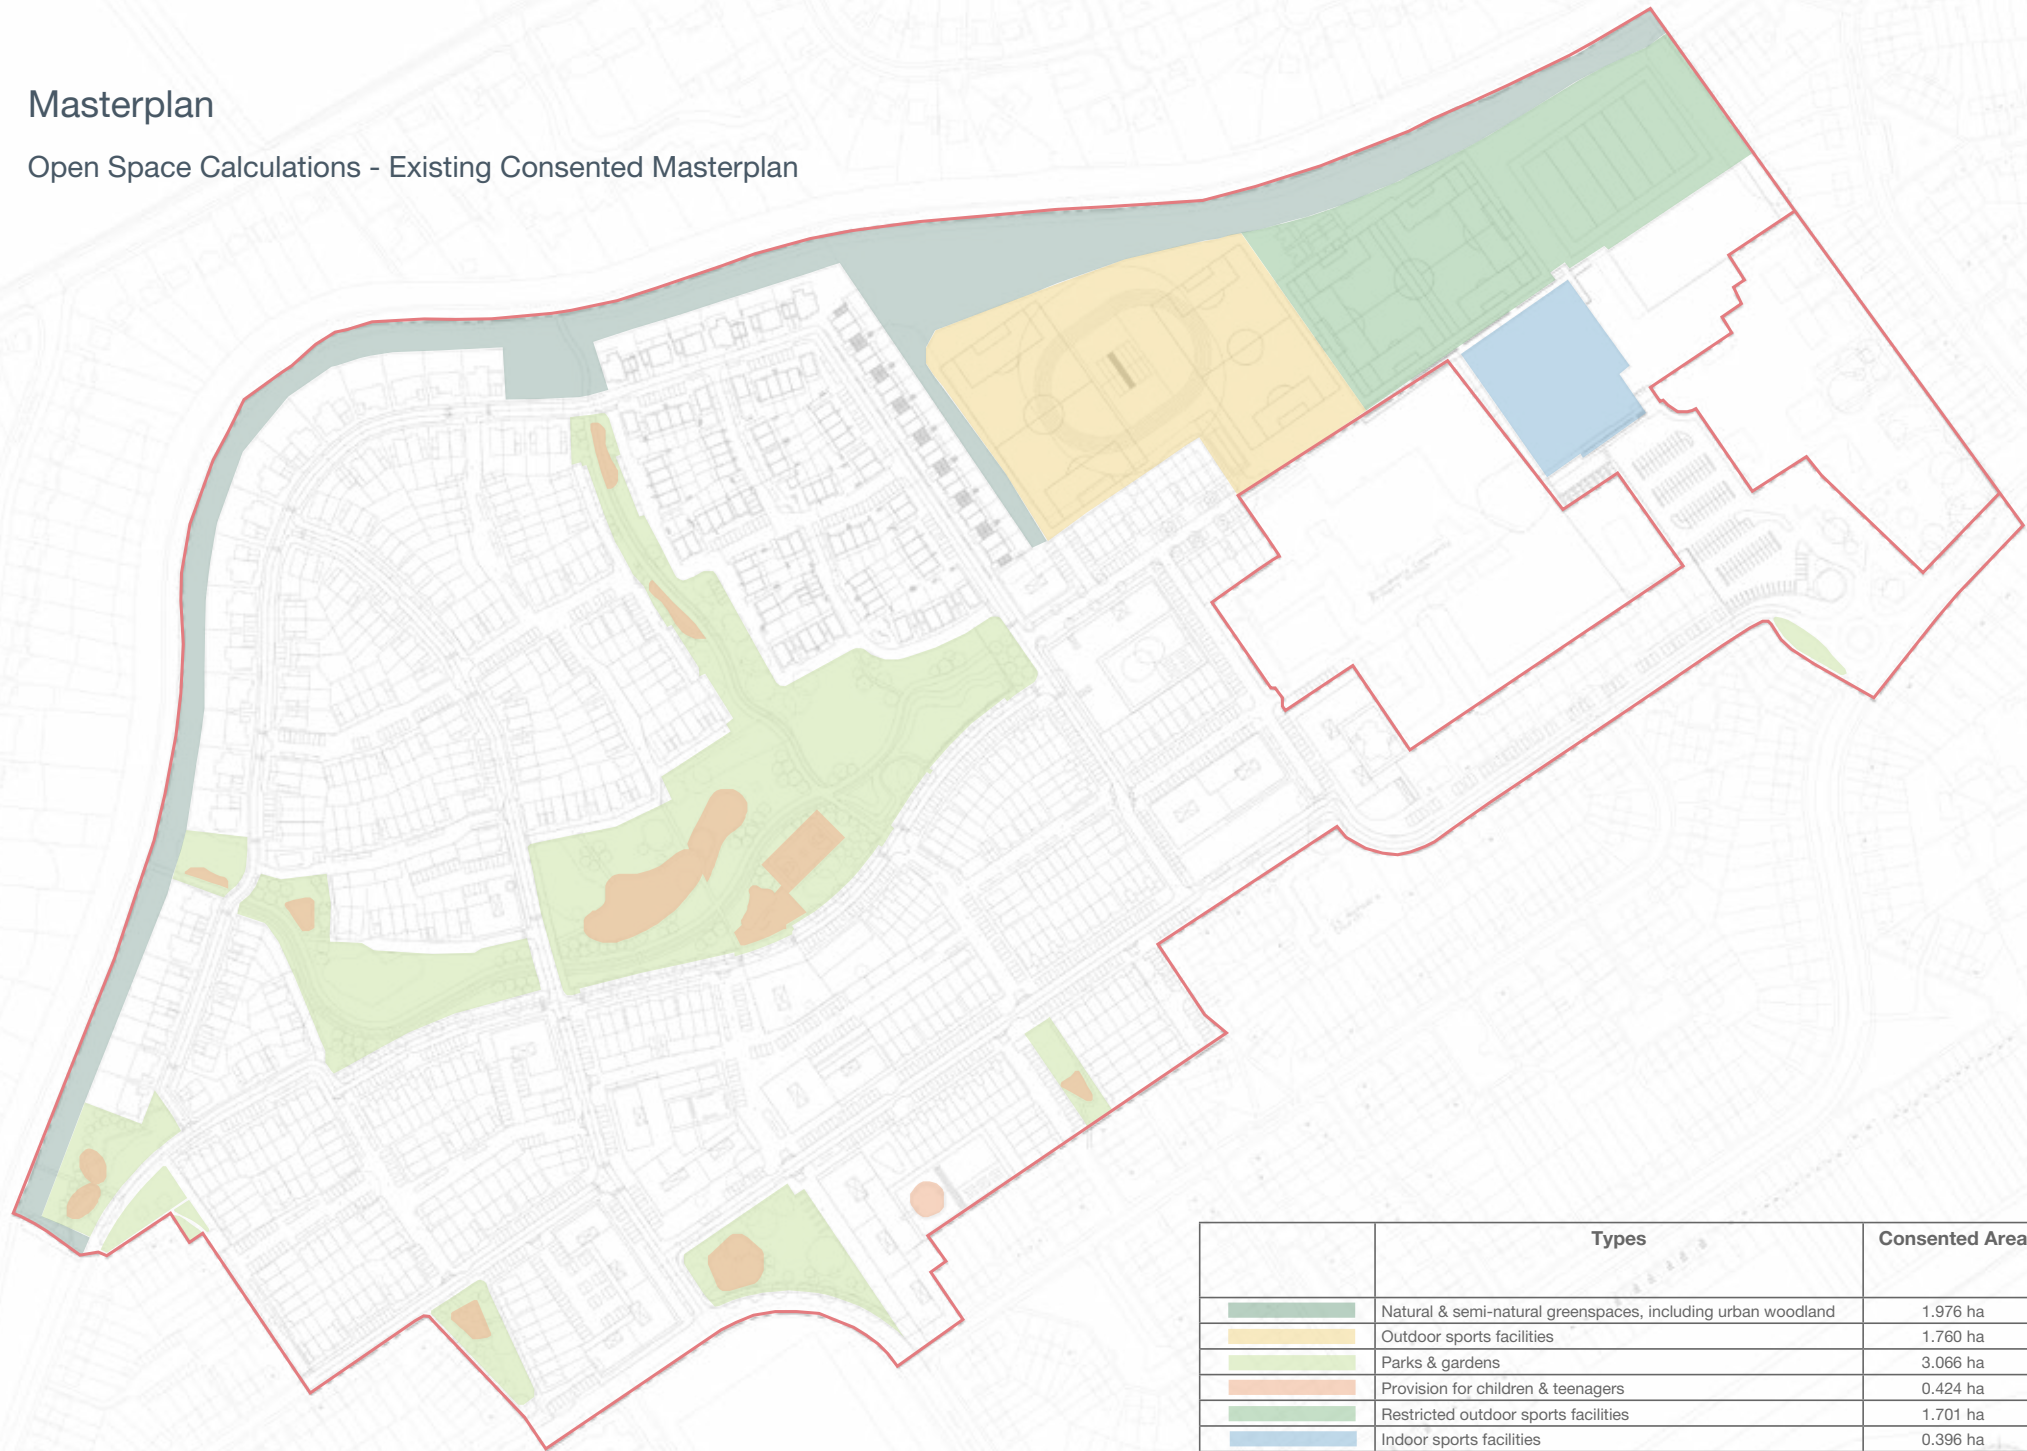 Masterplan
Open Space Calculations - Existing Consented Masterplan
Types Consented Area
Natural & semi-natural greenspaces, including urban woodland 1.976 ha
Outdoor sports facilities 1.760 ha
Parks & gardens 3.066 ha
Provision for children & teenagers 0.424 ha
Restricted outdoor sports facilities 1.701 ha
Indoor sports facilities 0.396 ha